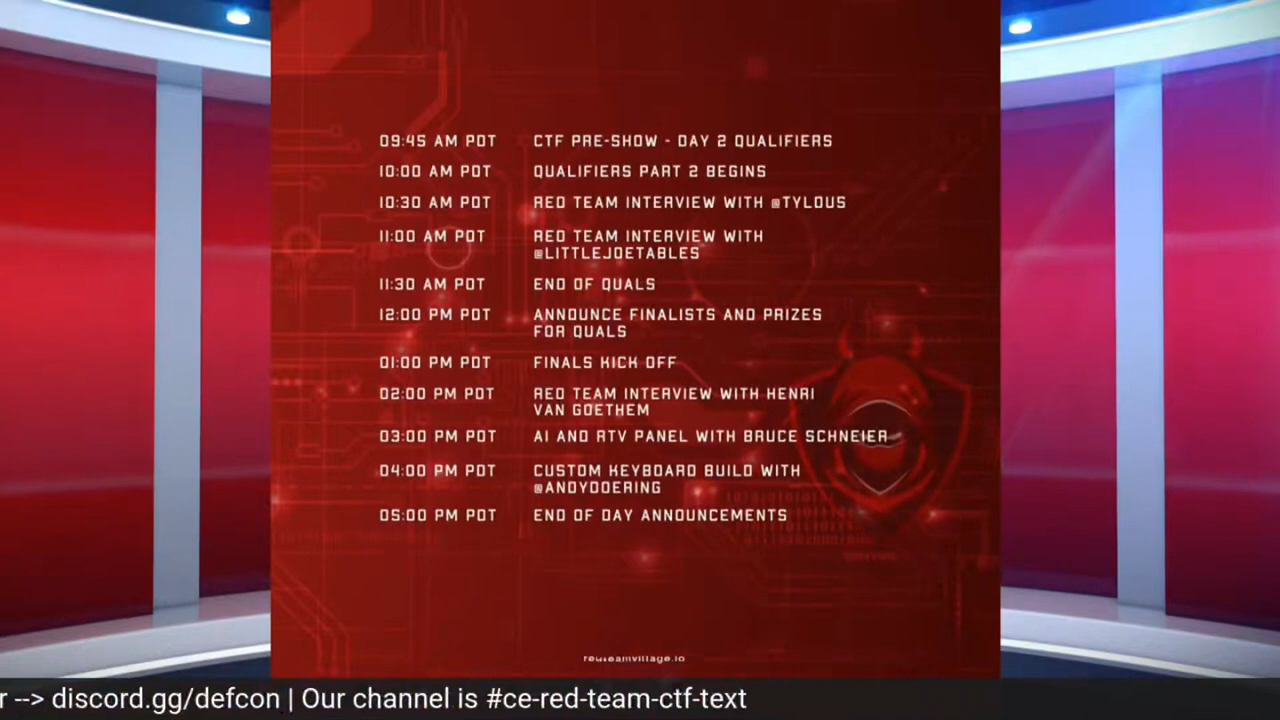 09:45 AM PDT CTF PRE-SHOW - DAY 2 QUALIFIERS
10:00 AM PDT QUALIFIERS PART 2 BEGINS
10:30 AM PDT RED TEAM INTERVIEW WITH @TYLOUS
11:00 AM PDT RED TEAM INTERVIEW WITH
@LITTLEJOETABLES
11:30 AM PDT END OF QUALS
12:00 PM PDT ANNOUNCE FINALISTS AND PRIZES
FOR QUALS
01:00 PM PDT FINALS KICK OFF
02:00 PM PDT RED TEAM INTERVIEW WITH HENRI
VAN GOETHEM
03:00 PM PDT AI AND RTV PANEL WITH BRUCE SCHNEIER
04:00 PM PDT CUSTOM KEYBOARD BUILD WITH
@ANDYDOERING
05:00 PM PDT END OF DAY ANNOUNCEMENTS
redteamvillage.io
r --> discord.gg/defcon | Our channel is #ce-red-team-ctf-text